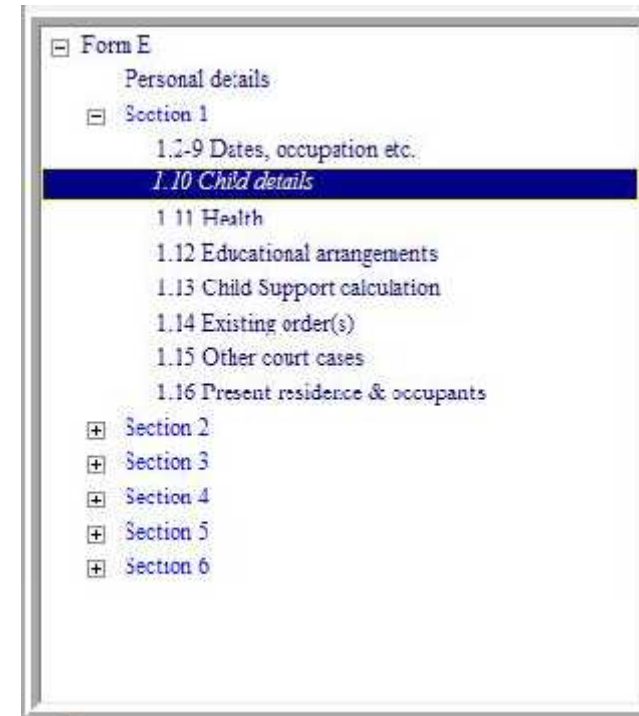 Form E
Personal details
Section 1
1.2-9 Dates, occupation etc.
1.10 Child details
1.11 Health
1.12 Educational arrangements
1.13 Child Support calculation
1.14 Existing order(s)
1.15 Other court cases
1.16 Present residence & occupants
Section 2
Section 3
Section 4
Section 5
Section 6